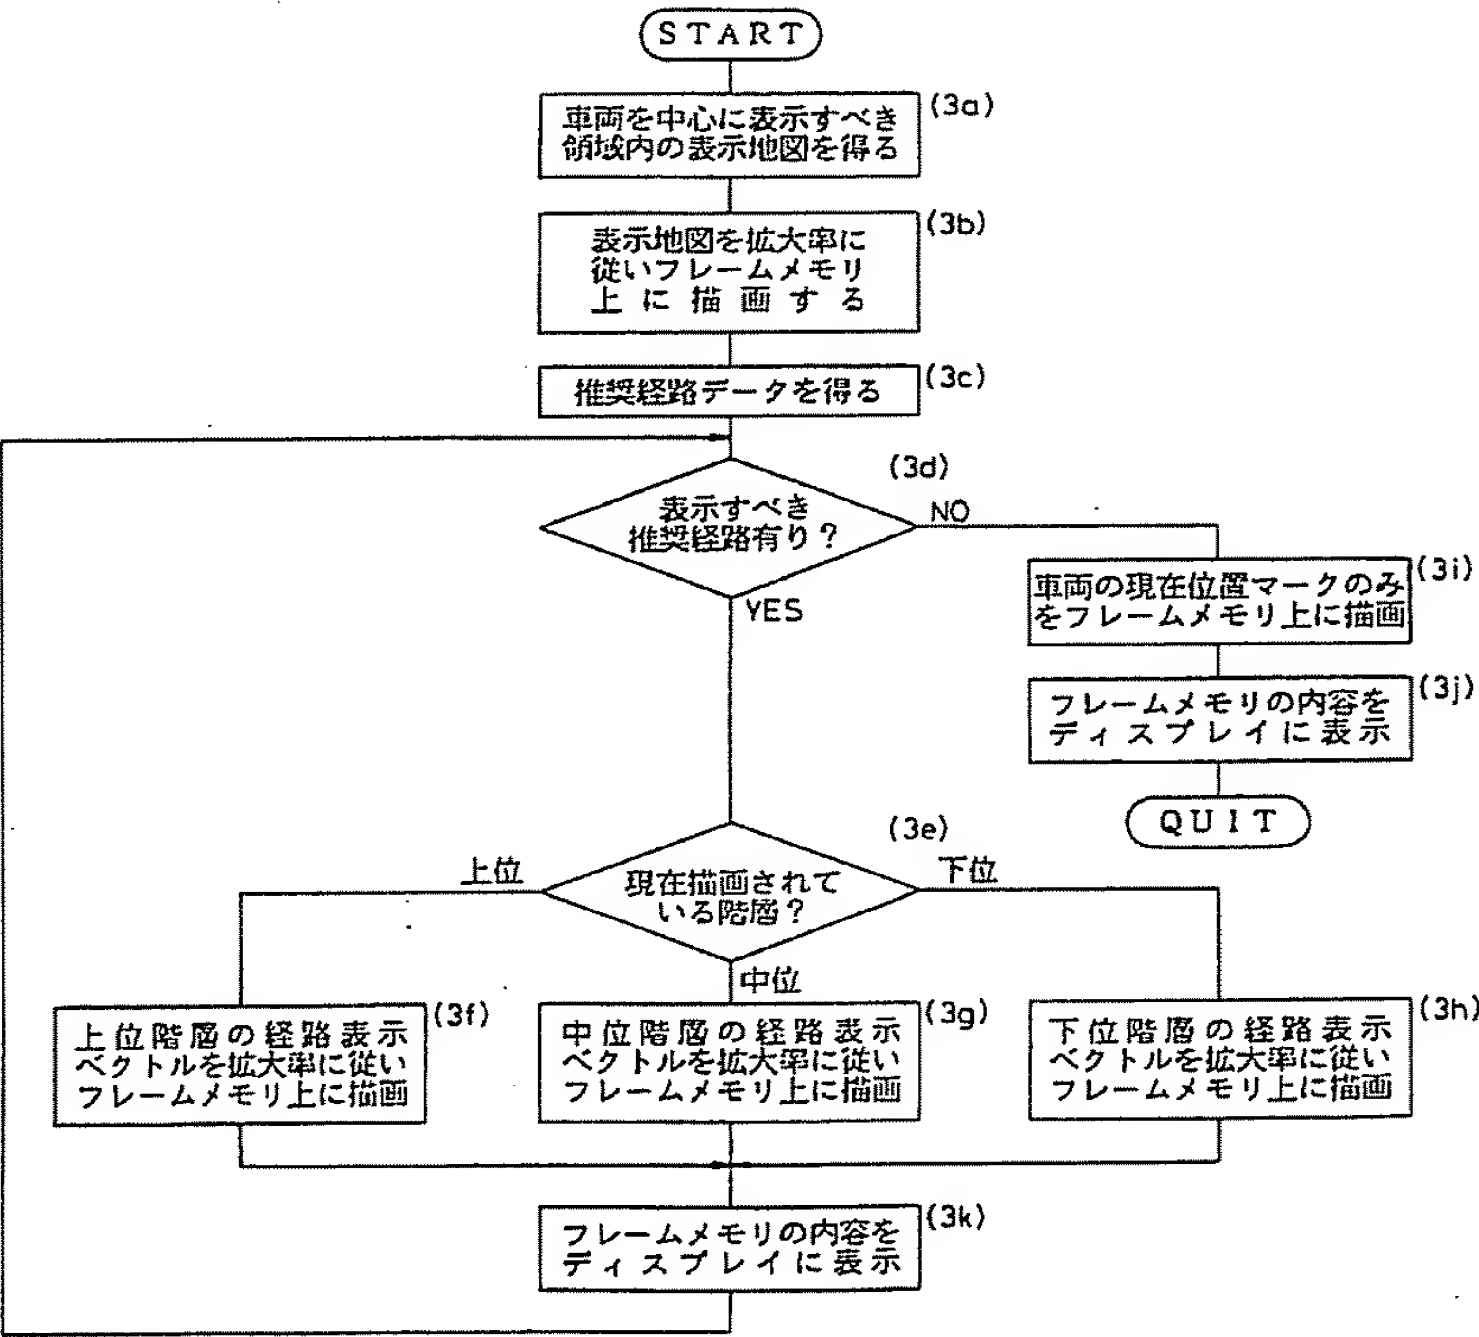 START
(3a)
車両を中心に表示すべき
領域内の表示地図を得る
(3b)
表示地図を拡大率に
従いフレームメモリ
上に描画する
(3c)
推奨経路データを得る
(3d)
表示すべき
推奨経路有り？
NO
YES
(3i)
車両の現在位置マークのみ
をフレームメモリ上に描画
(3j)
フレームメモリの内容を
ディスプレイに表示
QUIT
(3e)
上位
現在描画されて
いる階層？
下位
中位
(3f)
上位階層の経路表示
ベクトルを拡大率に従い
フレームメモリ上に描画
(3g)
中位階層の経路表示
ベクトルを拡大率に従い
フレームメモリ上に描画
(3h)
下位階層の経路表示
ベクトルを拡大率に従い
フレームメモリ上に描画
(3k)
フレームメモリの内容を
ディスプレイに表示